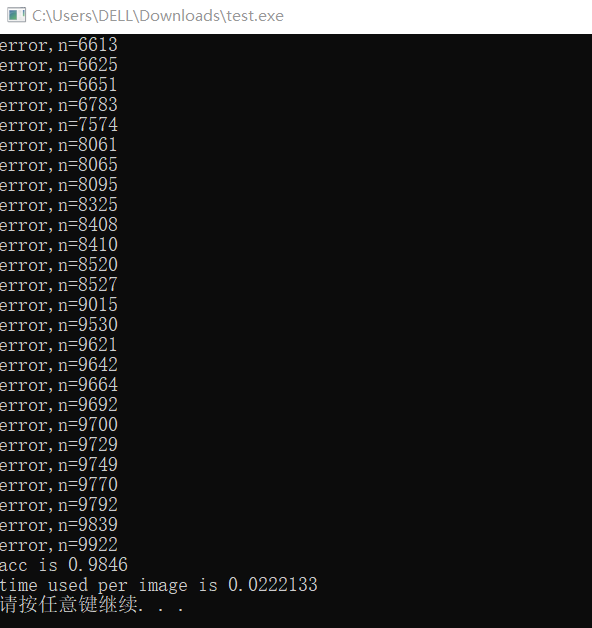 C:\Users\DELL\Downloads\test.exe
error,n=6613
error,n=6625
error,n=6651
error,n=6783
error,n=7574
error,n=8061
error,n=8065
error,n=8095
error,n=8325
error,n=8408
error,n=8410
error,n=8520
error,n=8527
error,n=9015
error,n=9530
error,n=9621
error,n=9642
error,n=9664
error,n=9692
error,n=9700
error,n=9729
error,n=9749
error,n=9770
error,n=9792
error,n=9839
error,n=9922
acc is 0.9846
time used per image is 0.0222133
请按任意键继续. . .